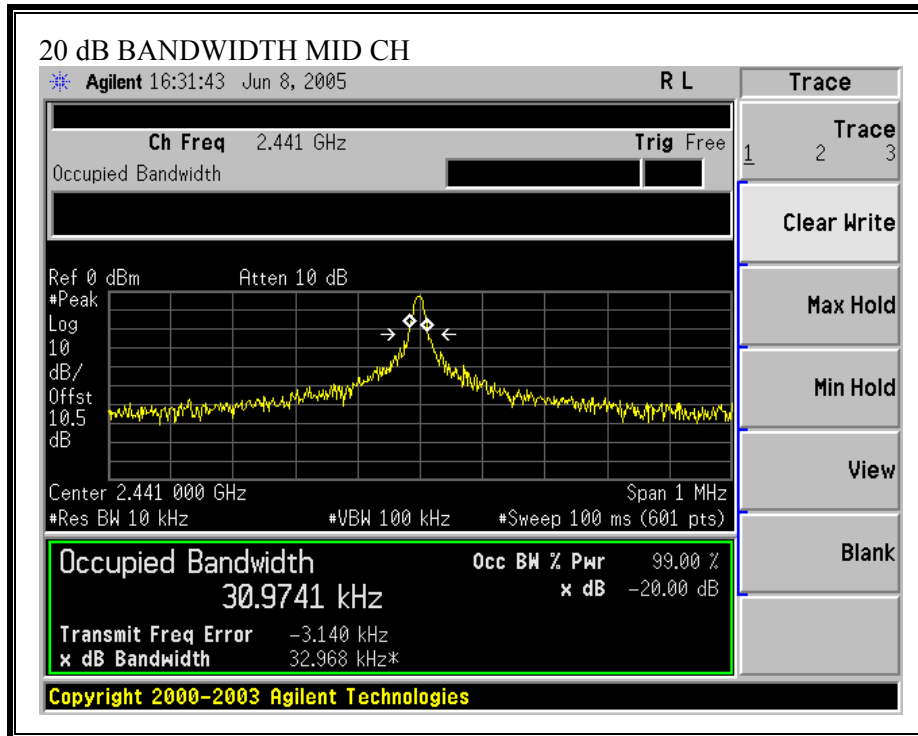 20 dB BANDWIDTH MID CH
Agilent 16:31:43 Jun 8, 2005 R L Trace
Ch Freq 2.441 GHz Trig Free
Occupied Bandwidth
Trace
1 2 3
Clear Write
Max Hold
Min Hold
View
Blank
Ref 0 dBm Atten 10 dB
#Peak
Log
10
dB/
Offst
10.5
dB
Center 2.441 000 GHz Span 1 MHz
#Res BW 10 kHz #VBW 100 kHz #Sweep 100 ms (601 pts)
Occupied Bandwidth Occ BW % Pwr 99.00 %
30.9741 kHz x dB -20.00 dB
Transmit Freq Error -3.140 kHz
x dB Bandwidth 32.968 kHz*
Copyright 2000-2003 Agilent Technologies